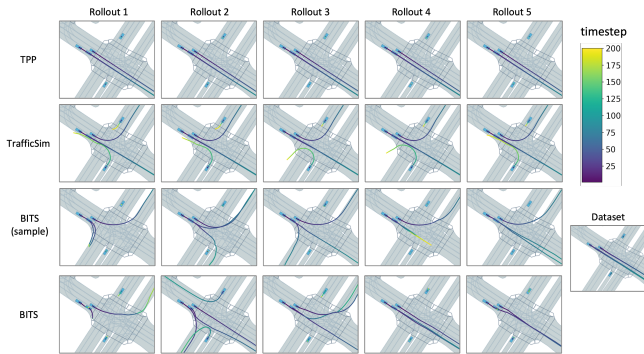 Rollout 1 Rollout 2 Rollout 3 Rollout 4 Rollout 5
timestep
TPP
200
175
150
125
100
75
50
25
TrafficSim
BITS
(sample)
Dataset
BITS